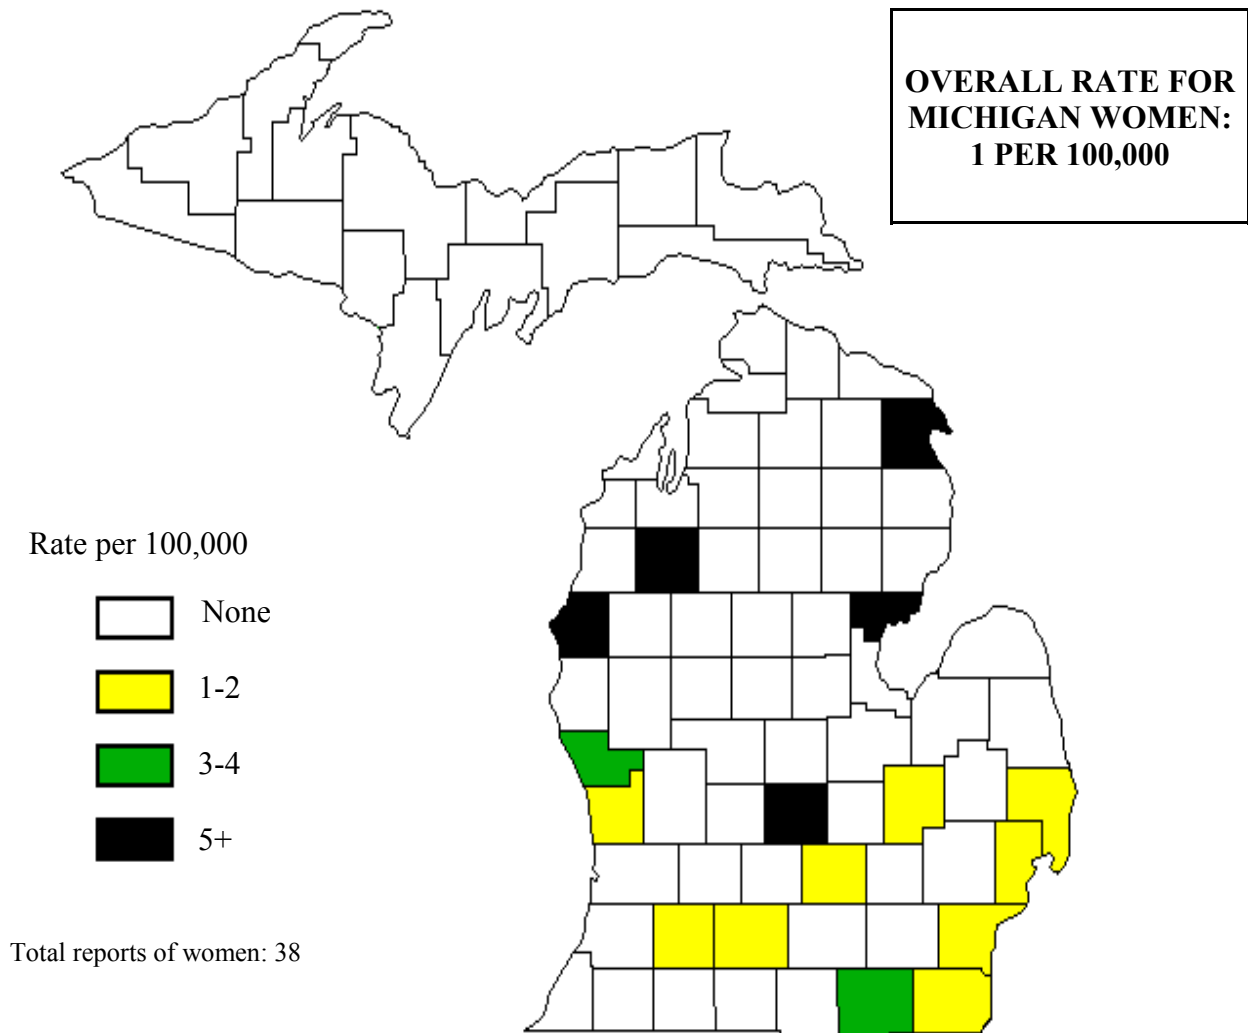 OVERALL RATE FOR
MICHIGAN WOMEN:
1 PER 100,000
Rate per 100,000
None
1-2
3-4
5+
Total reports of women: 38